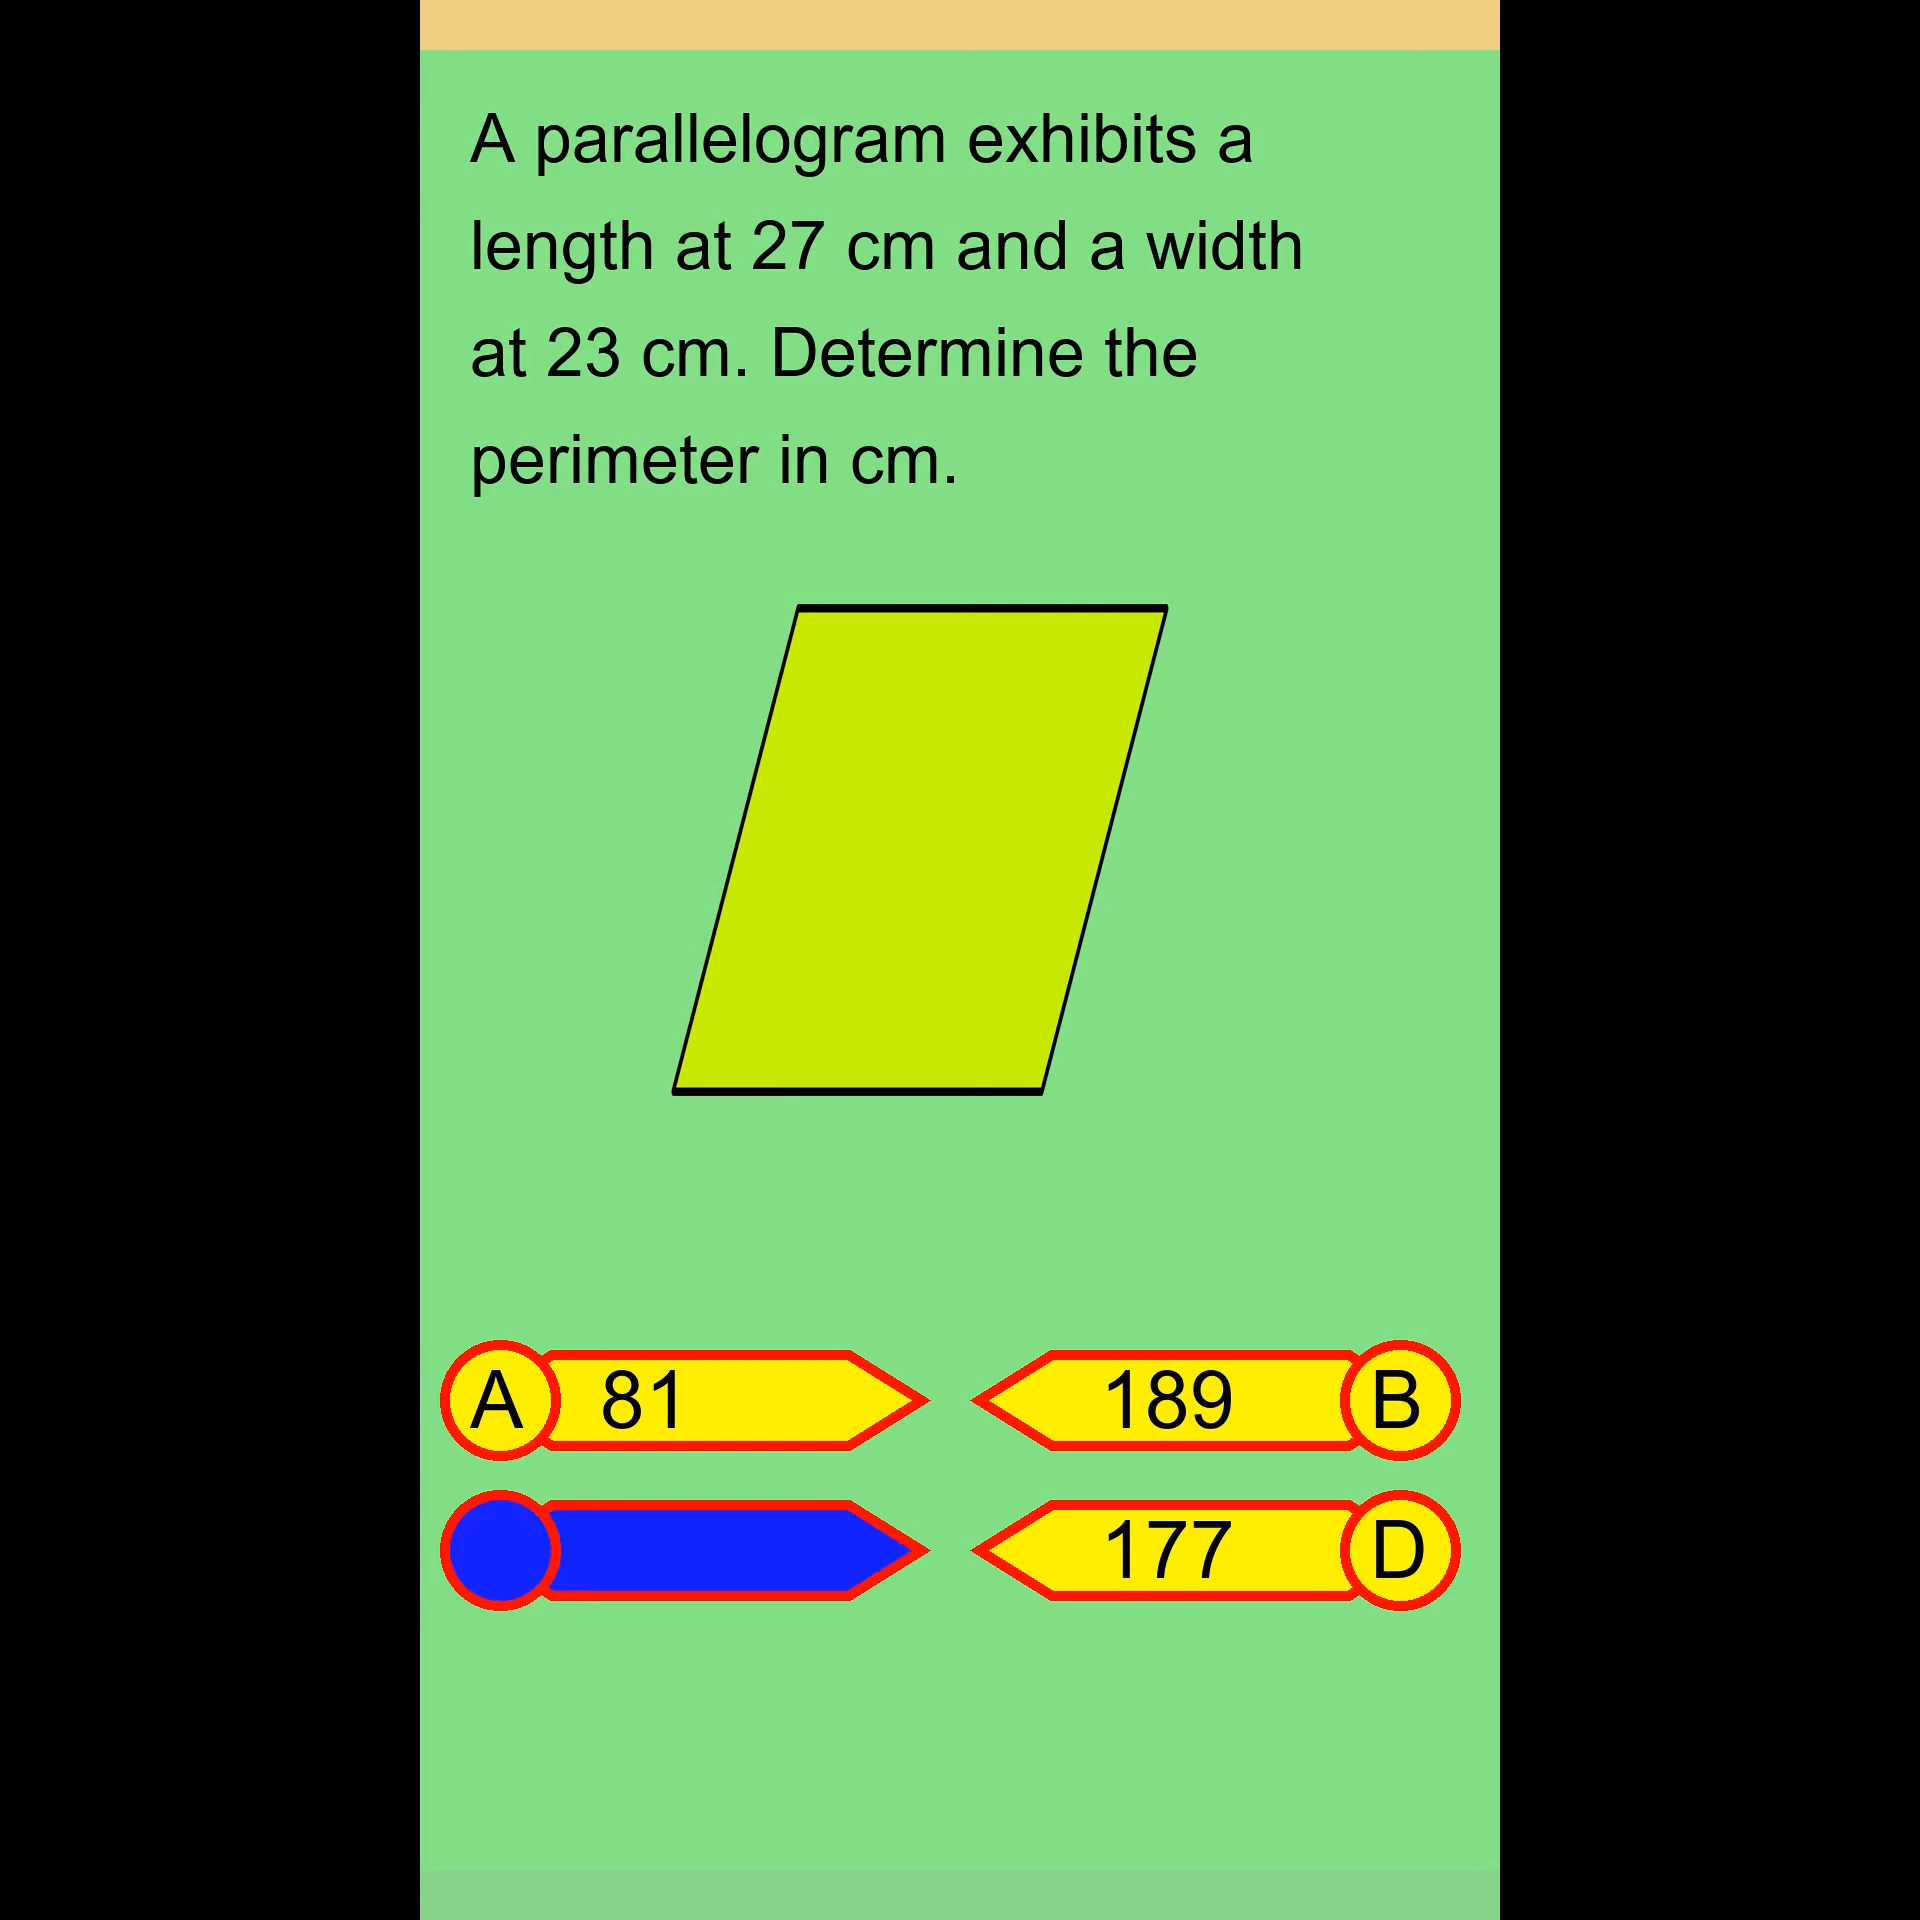 A parallelogram exhibits a
length at 27 cm and a width
at 23 cm. Determine the
perimeter in cm.
A 81
189 B
177 D